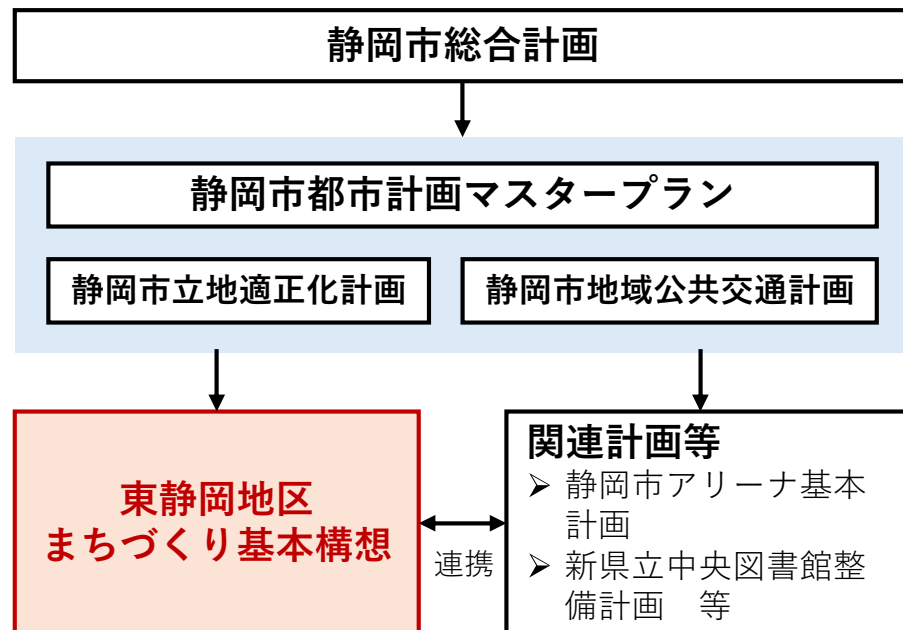 静岡市総合計画
静岡市都市計画マスタープラン
静岡市立地適正化計画
静岡市地域公共交通計画
東静岡地区
まちづくり基本構想
連携
関連計画等
➢ 静岡市アリーナ基本
計画
➢ 新県立中央図書館整
備計画　等